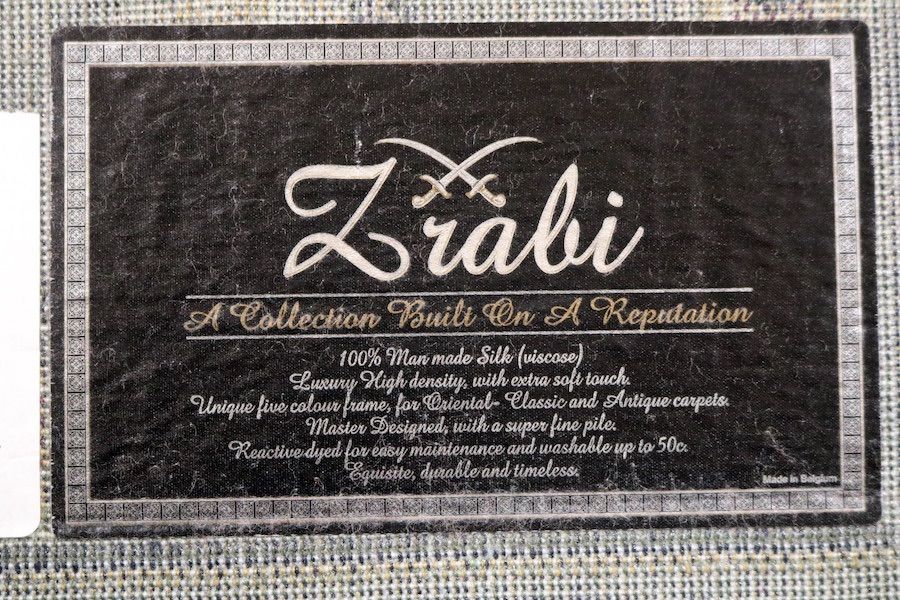 Zrabi
A Collection Built On A Reputation
100% Man made Silk (viscose)
Luxury High density, with extra soft touch.
Unique five colour frame, for Oriental- Classic and Antique carpets.
Master Designed, with a super fine pile.
Reactive dyed for easy maintenance and washable up to 50c.
Equisite, durable and timeless.
Made in Belgium